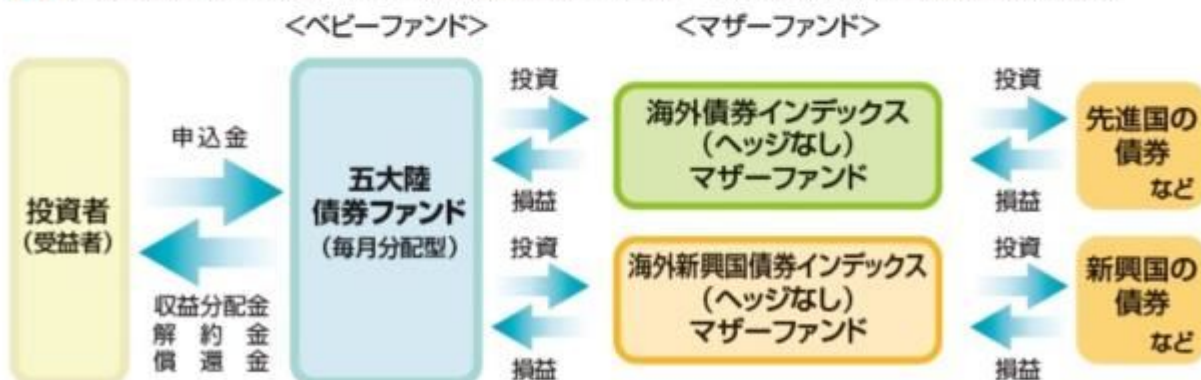 <ベビーファンド>
<マザーファンド>
投資者
(受益者)
申込金
収益分配金
解約金
償還金
五大陸
債券ファンド
(毎月分配型)
投資
損益
投資
損益
海外債券インデックス
(ヘッジなし)
マザーファンド
海外新興国債券インデックス
(ヘッジなし)
マザーファンド
投資
損益
投資
損益
先進国の
債券
など
新興国の
債券
など